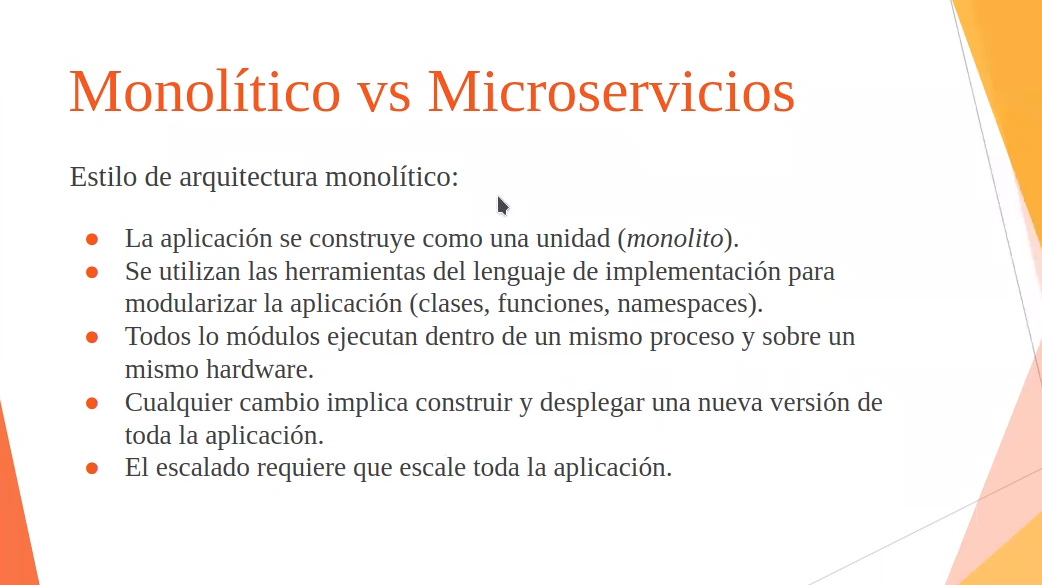 Monolítico vs Microservicios
Estilo de arquitectura monolítico:
● La aplicación se construye como una unidad (monolito).
● Se utilizan las herramientas del lenguaje de implementación para
modularizar la aplicación (clases, funciones, namespaces).
● Todos lo módulos ejecutan dentro de un mismo proceso y sobre un
mismo hardware.
● Cualquier cambio implica construir y desplegar una nueva versión de
toda la aplicación.
● El escalado requiere que escale toda la aplicación.